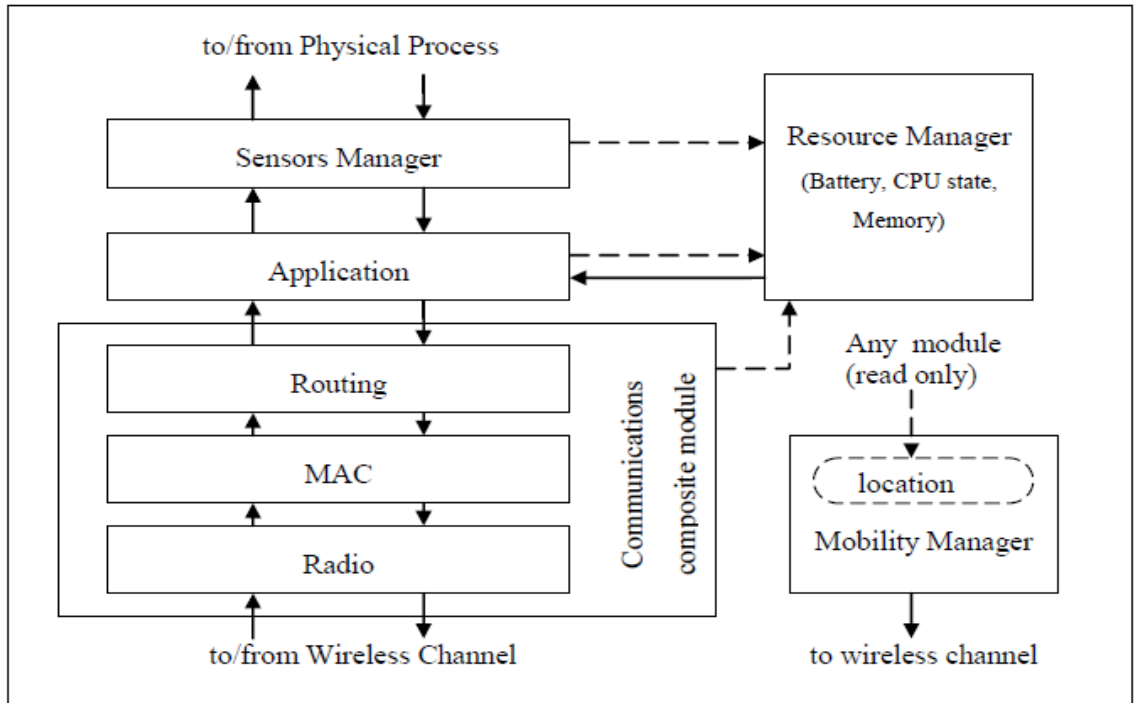 to/from Physical Process
Sensors Manager
Application
Routing
MAC
Radio
Communications
composite module
to/from Wireless Channel
Resource Manager
(Battery, CPU state,
Memory)
Any module
(read only)
location
Mobility Manager
to wireless channel